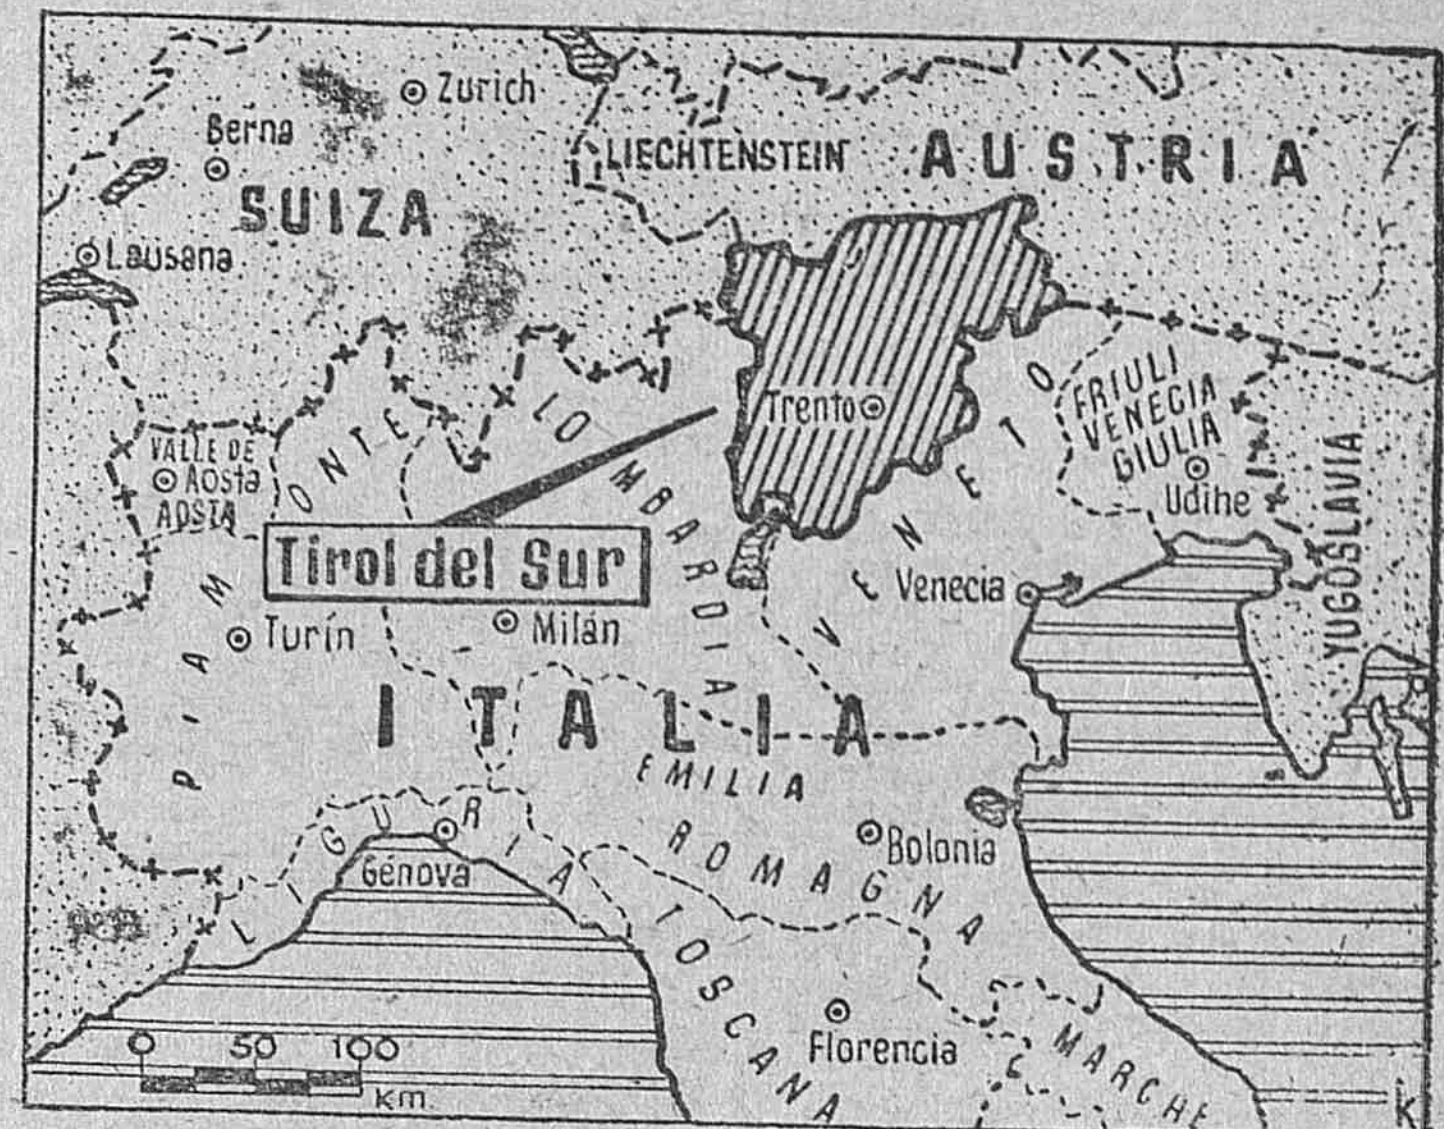 Zurich
Berna
LIECHTENSTEIN
AUSTRIA
SUIZA
Lausana
Trento
FRIULI
VENECIA
GIULIA
Udine
VALLE DE
Aosta
AOSTA
PIAMONTE
LOMBARDIA
VENETO
YUGOSLAVIA
Tirol del Sur
Venecia
Turín
Milán
ITALIA
EMILIA
ROMAGNA
Bolonia
LIGURIA
Génova
TOSCANA
Florencia
MARCHE
0 50 100
km
K